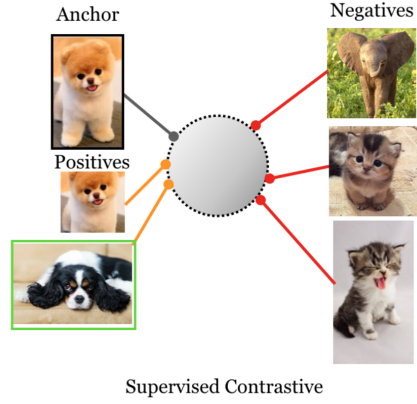 Anchor
Negatives
Positives
Supervised Contrastive